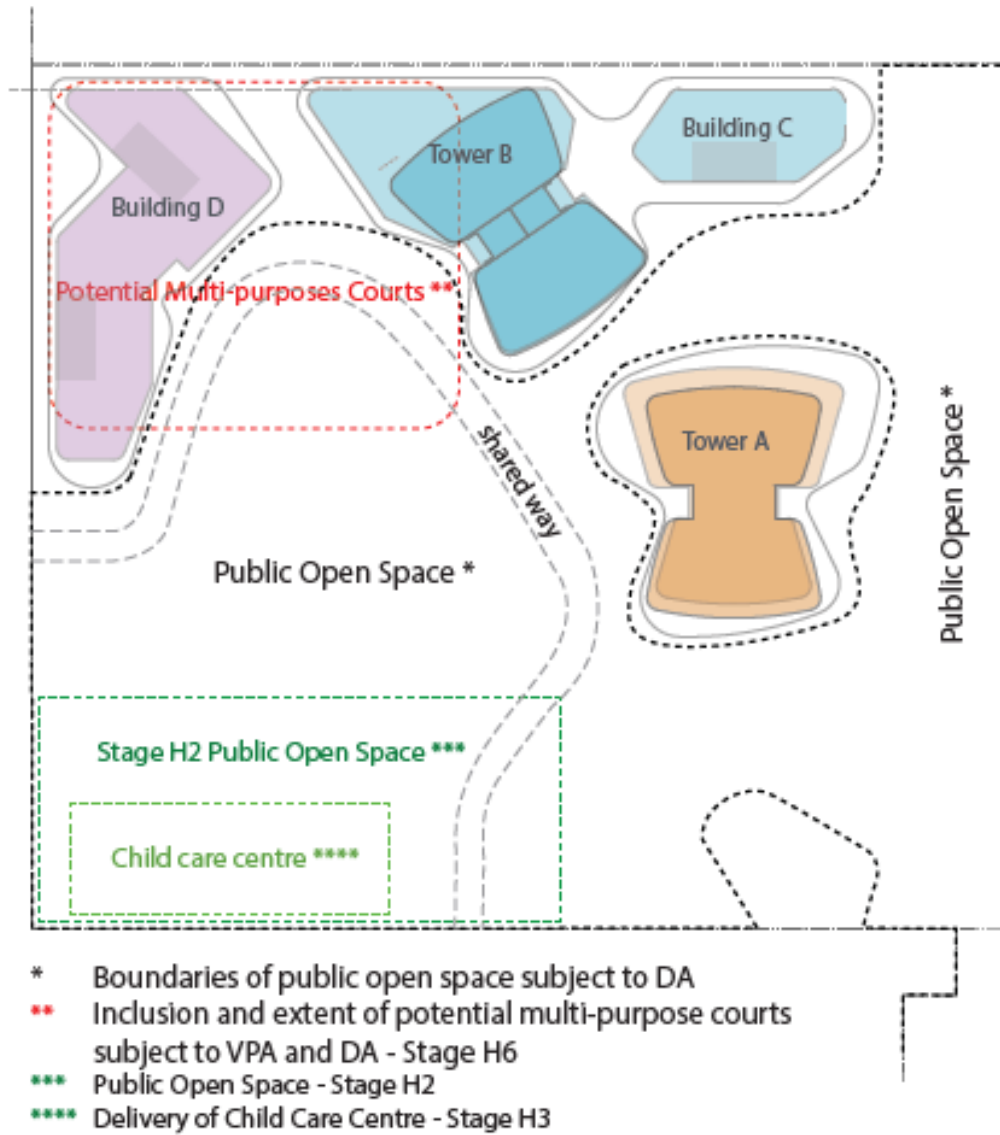 Building C
Tower B
Building D
Potential Multi-purposes Courts **
Tower A
shared way
Public Open Space *
Public Open Space *
Stage H2 Public Open Space ***
Child care centre ****
* Boundaries of public open space subject to DA
** Inclusion and extent of potential multi-purpose courts
subject to VPA and DA - Stage H6
*** Public Open Space - Stage H2
**** Delivery of Child Care Centre - Stage H3